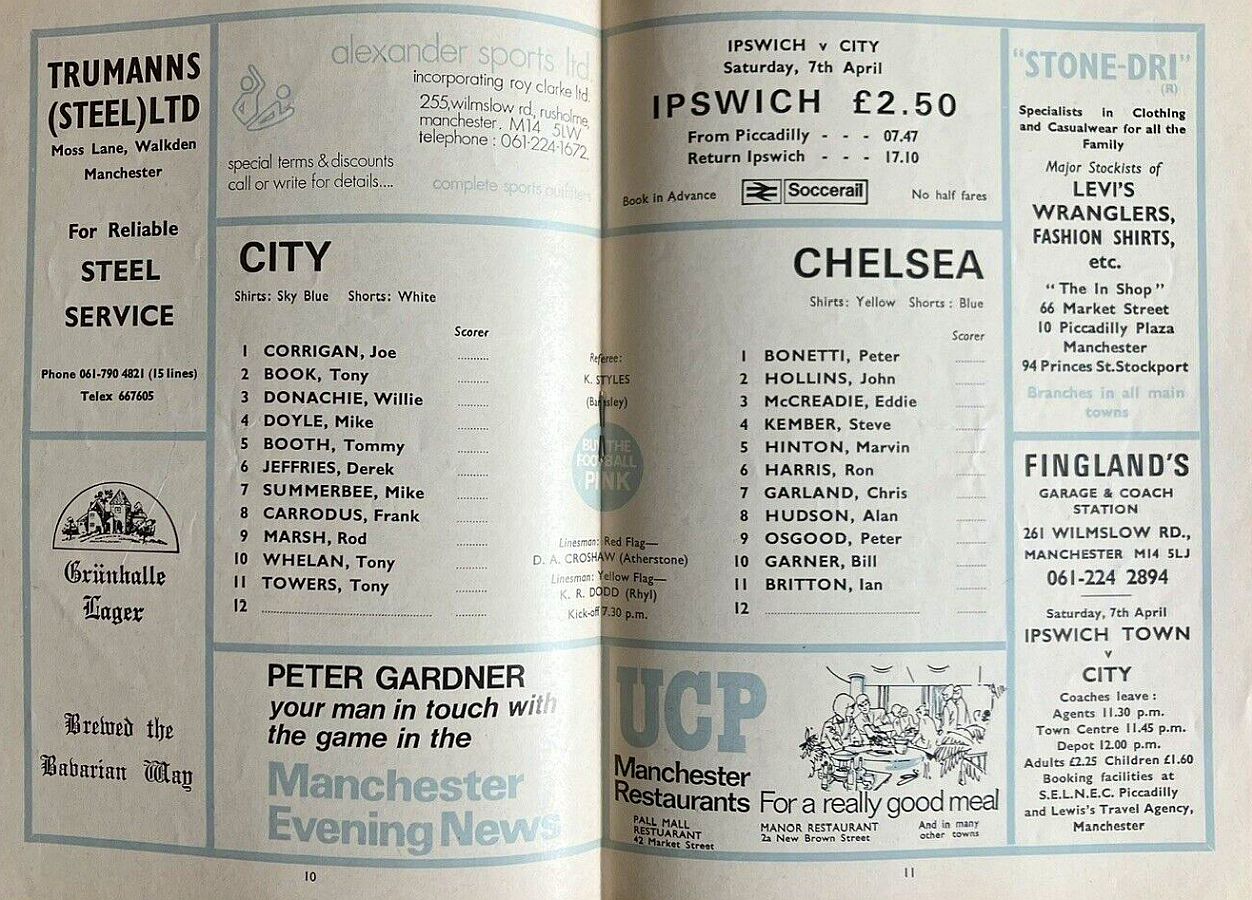 TRUMANNS
(STEEL) LTD
Moss Lane, Walkden
Manchester
For Reliable
STEEL
SERVICE
Phone 061-790 4821 (15 lines)
Telex 667605
Grünhalle
Lager
Brewed the
Babarian Way
alexander sports ltd.
incorporating roy clarke ltd.
255, wilmslow rd, rusholme,
manchester. M14 5LW
telephone : 061-224-1672.
special terms & discounts
call or write for details....
complete sports outfitters
IPSWICH v CITY
Saturday, 7th April
IPSWICH £2.50
From Piccadilly - - - 07.47
Return Ipswich - - - 17.10
Book in Advance
Soccerail
No half fares
CITY
Shirts: Sky Blue Shorts: White
Scorer
1 CORRIGAN, Joe
2 BOOK, Tony
3 DONACHIE, Willie
4 DOYLE, Mike
5 BOOTH, Tommy
6 JEFFRIES, Derek
7 SUMMERBEE, Mike
8 CARRODUS, Frank
9 MARSH, Rod
10 WHELAN, Tony
11 TOWERS, Tony
12
Referee:
K. STYLES
(Barnsley)
BUY THE
FOOTBALL
PINK
Linesman: Red Flag—
D. A. CROSHAW (Atherstone)
Linesman: Yellow Flag—
K. R. DODD (Rhyl)
Kick-off 7.30 p.m.
CHELSEA
Shirts: Yellow Shorts : Blue
Scorer
1 BONETTI, Peter
2 HOLLINS, John
3 McCREADIE, Eddie
4 KEMBER, Steve
5 HINTON, Marvin
6 HARRIS, Ron
7 GARLAND, Chris
8 HUDSON, Alan
9 OSGOOD, Peter
10 GARNER, Bill
11 BRITTON, Ian
12
PETER GARDNER
your man in touch with
the game in the
Manchester
Evening News
UCP
Manchester
Restaurants
For a really good meal
PALL MALL
RESTUARANT
42 Market Street
MANOR RESTAURANT
2a New Brown Street
And in many
other towns
"STONE-DRI"
(R)
Specialists in Clothing
and Casualwear for all the
Family
Major Stockists of
LEVI'S
WRANGLERS,
FASHION SHIRTS,
etc.
"The In Shop"
66 Market Street
10 Piccadilly Plaza
Manchester
94 Princes St. Stockport
Branches in all main
towns
FINGLAND'S
GARAGE & COACH
STATION
261 WILMSLOW RD.,
MANCHESTER M14 5LJ
061-224 2894
Saturday, 7th April
IPSWICH TOWN
v
CITY
Coaches leave :
Agents 11.30 p.m.
Town Centre 11.45 p.m.
Depot 12.00 p.m.
Adults £2.25 Children £1.60
Booking facilities at
S.E.L.N.E.C. Piccadilly
and Lewis's Travel Agency,
Manchester
10
11